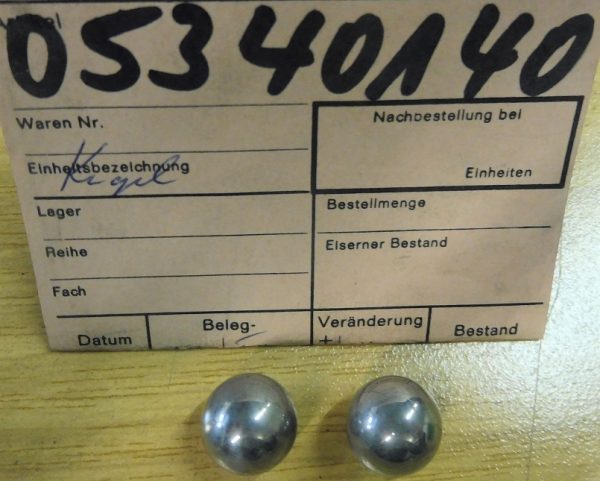 05340140
Waren Nr.
Nachbestellung bei
Einheiten
Einheitsbezeichnung
Kugel
Lager
Bestellmenge
Reihe
Eiserner Bestand
Fach
Datum
Beleg-
Veränderung
Bestand